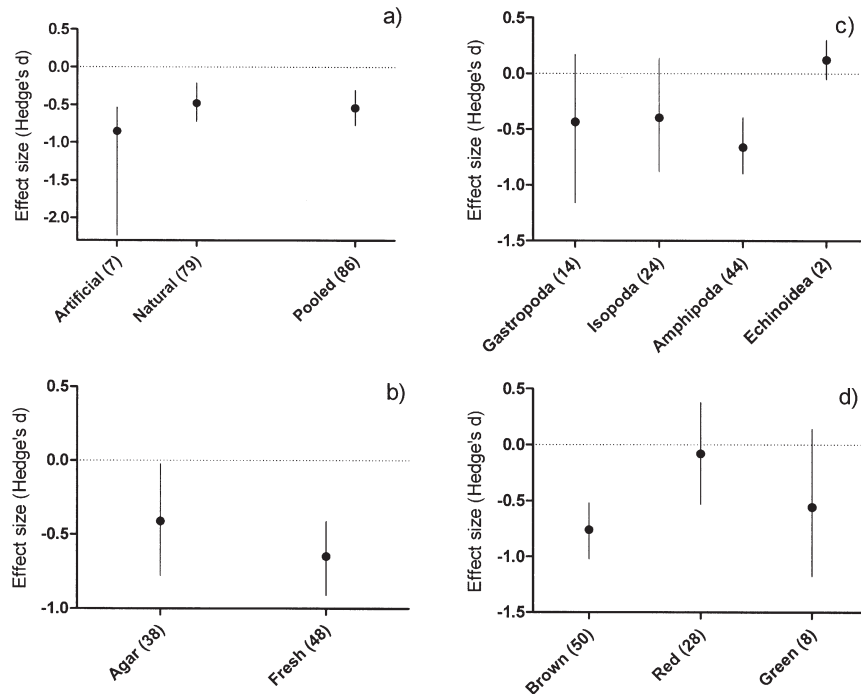 a)
Effect size (Hedge's d)
0.5
0.0
-0.5
-1.0
-1.5
-2.0
Artificial (7)
Natural (79)
Pooled (86)
c)
Effect size (Hedge's d)
0.5
0.0
-0.5
-1.0
-1.5
Gastropoda (14)
Isopoda (24)
Amphipoda (44)
Echinoidea (2)
b)
Effect size (Hedge's d)
0.5
0.0
-0.5
-1.0
Agar (38)
Fresh (48)
d)
Effect size (Hedge's d)
0.5
0.0
-0.5
-1.0
-1.5
Brown (50)
Red (28)
Green (8)